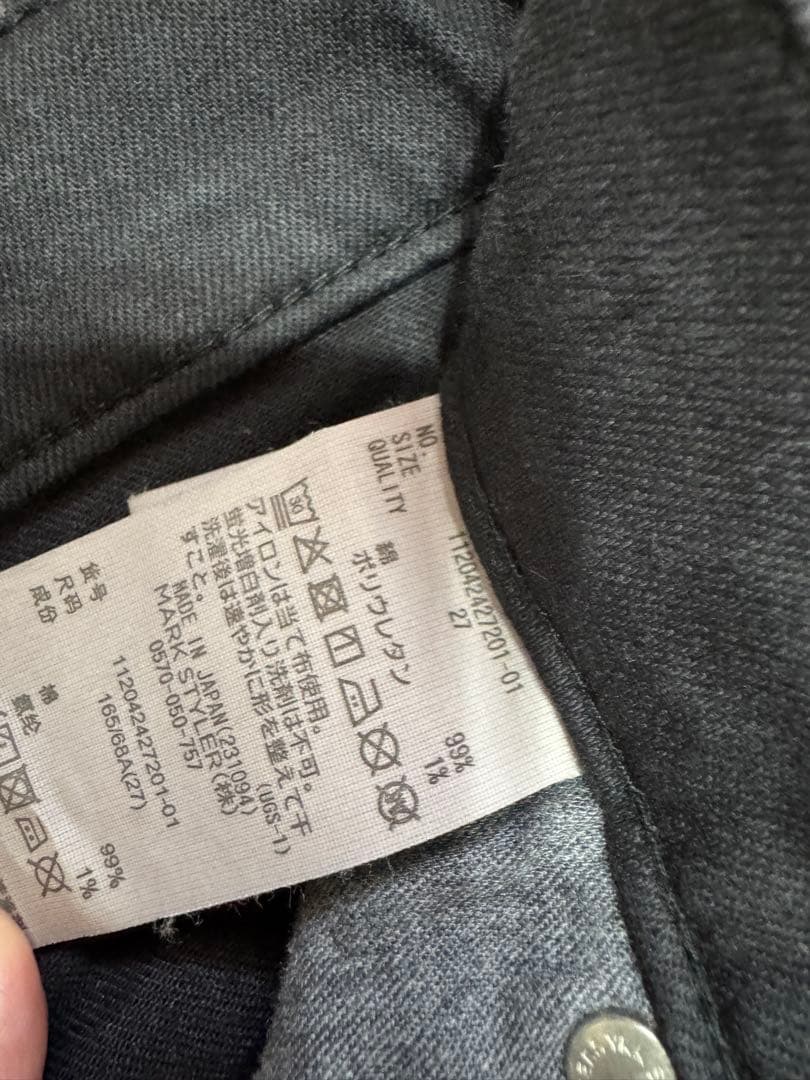 NO. 112042427201-01
SIZE 27
QUALITY
綿 99%
ポリウレタン 1%
30
アイロンは当て布使用。
蛍光増白剤入り洗剤は不可。
洗濯後は速やかに形を整えて干
すこと。 (UGS-1)
MADE IN JAPAN(231094)
MARK STYLER(株)
0570-050-757
货号 112042427201-01
尺码 165/68A(27)
成份
棉 99%
氨纶 1%
YKK